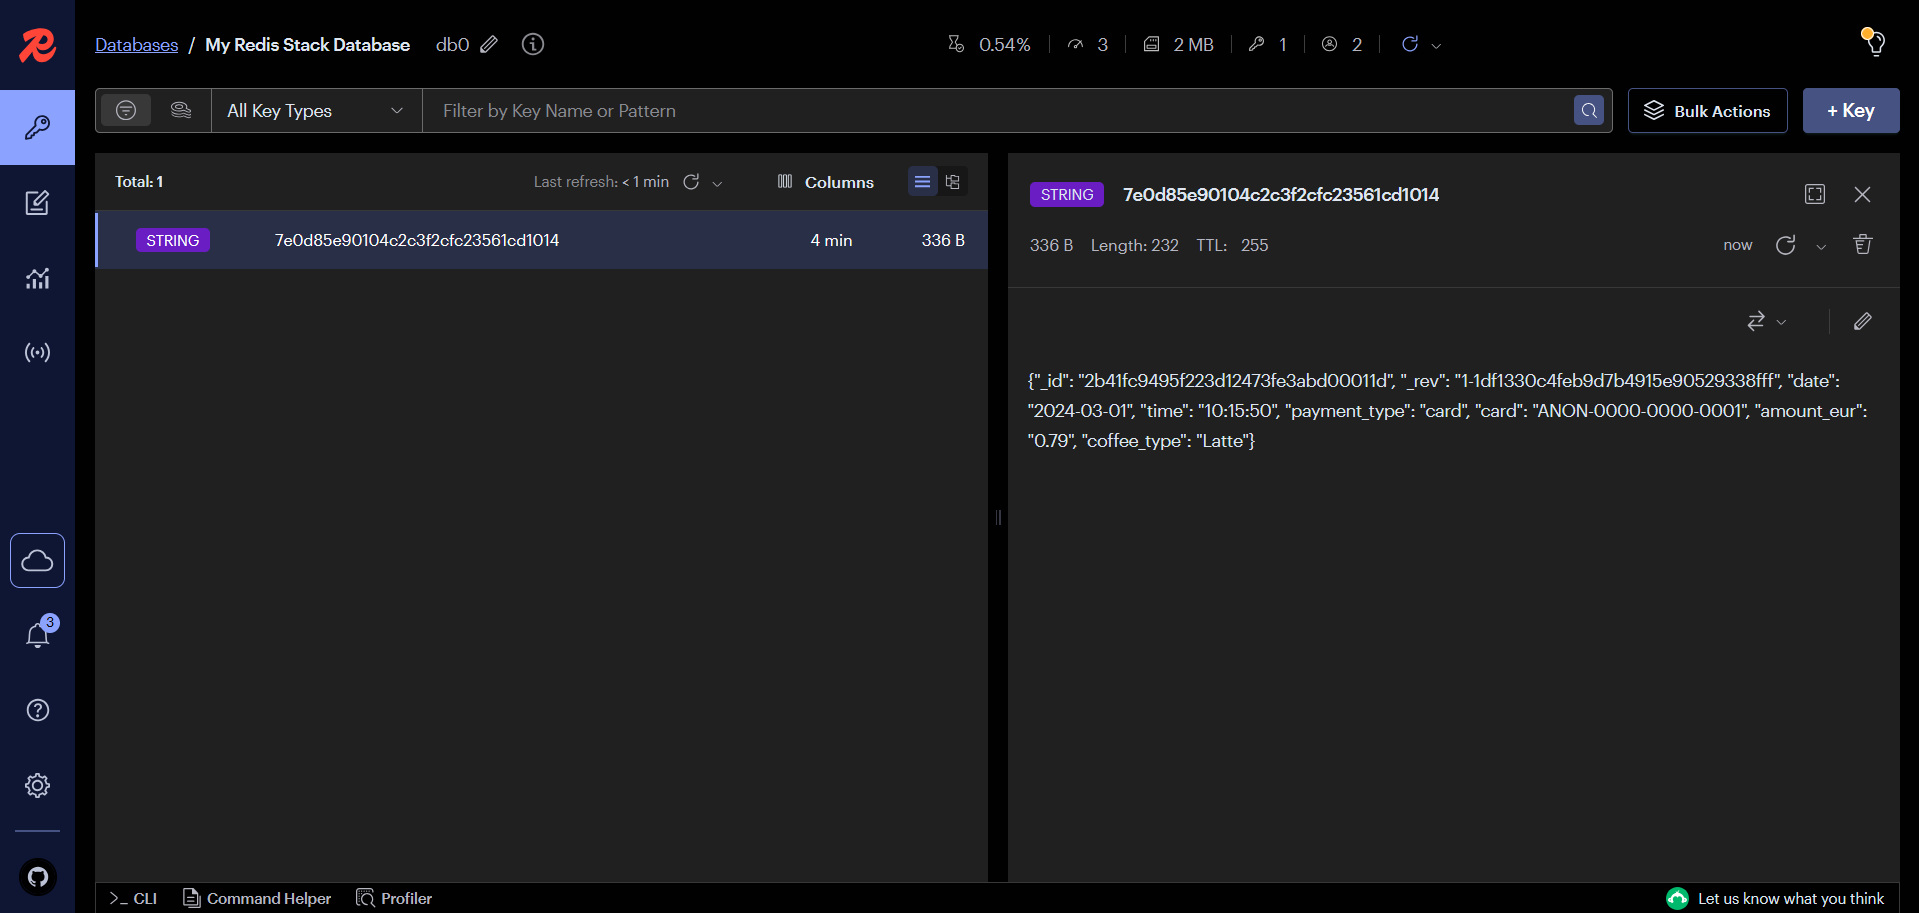 Databases / My Redis Stack Database db0 0.54% 3 2 MB 1 2
All Key Types Filter by Key Name or Pattern Bulk Actions + Key
Total: 1 Last refresh: < 1 min Columns
STRING 7e0d85e90104c2c3f2cfc23561cd1014 4 min 336 B
STRING 7e0d85e90104c2c3f2cfc23561cd1014
336 B Length: 232 TTL: 255 now
{"_id": "2b41fc9495f223d12473fe3abd00011d", "_rev": "1-1df1330c4feb9d7b4915e90529338fff", "date":
"2024-03-01", "time": "10:15:50", "payment_type": "card", "card": "ANON-0000-0000-0001", "amount_eur":
"0.79", "coffee_type": "Latte"}
3
>_ CLI Command Helper Profiler Let us know what you think